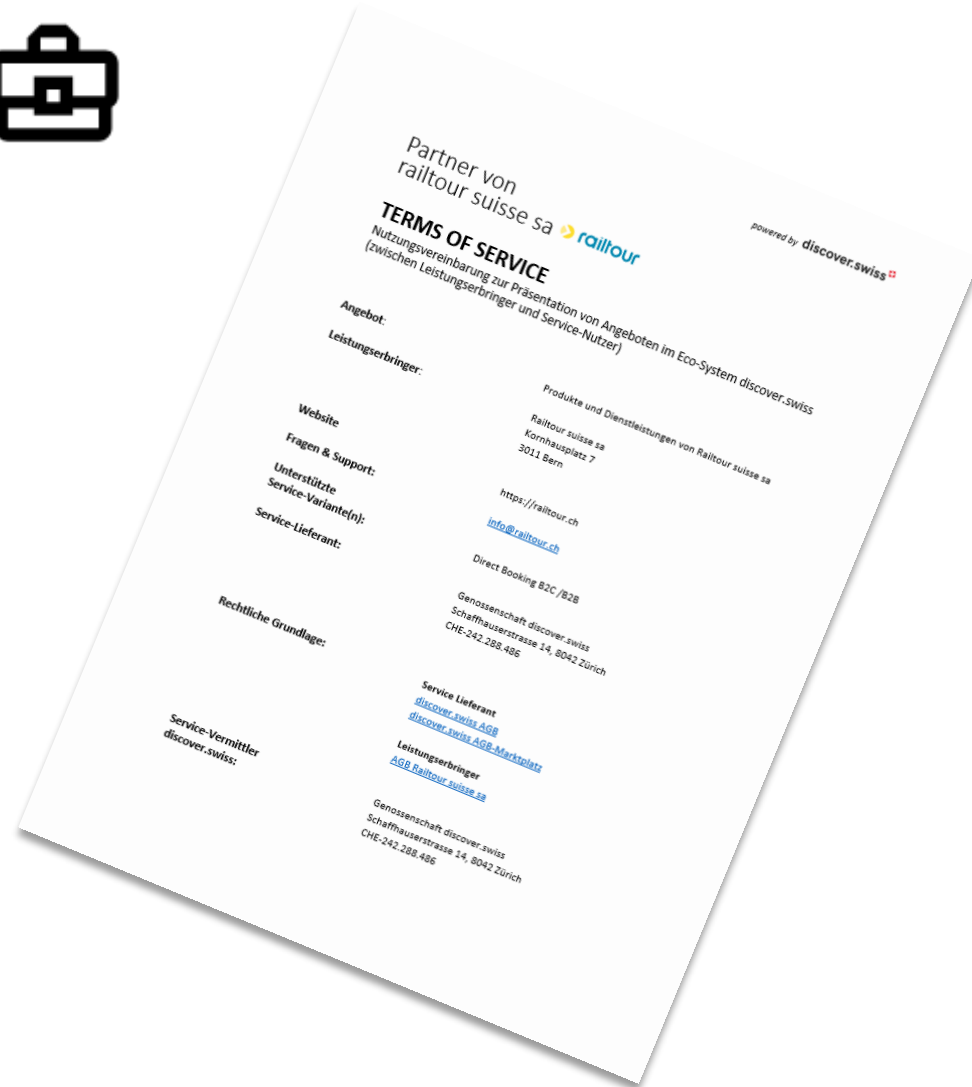 Partner von
railtour suisse sa railtour
powered by discover.swiss
TERMS OF SERVICE
Nutzungsvereinbarung zur Präsentation von Angeboten im Eco-System discover.swiss
(zwischen Leistungserbringer und Service-Nutzer)
Angebot:
Produkte und Dienstleistungen von Railtour suisse sa
Leistungserbringer:
Railtour suisse sa
Kornhausplatz 7
3011 Bern
Website
https://railtour.ch
Fragen & Support:
info@railtour.ch
Unterstützte
Service-Variante(n):
Direct Booking B2C /B2B
Service-Lieferant:
Genossenschaft discover.swiss
Schaffhauserstrasse 14, 8042 Zürich
CHE-242.288.486
Rechtliche Grundlage:
Service Lieferant
discover.swiss AGB
discover.swiss AGB-Marktplatz
Leistungserbringer
AGB Railtour suisse sa
Service-Vermittler
discover.swiss:
Genossenschaft discover.swiss
Schaffhauserstrasse 14, 8042 Zürich
CHE-242.288.486